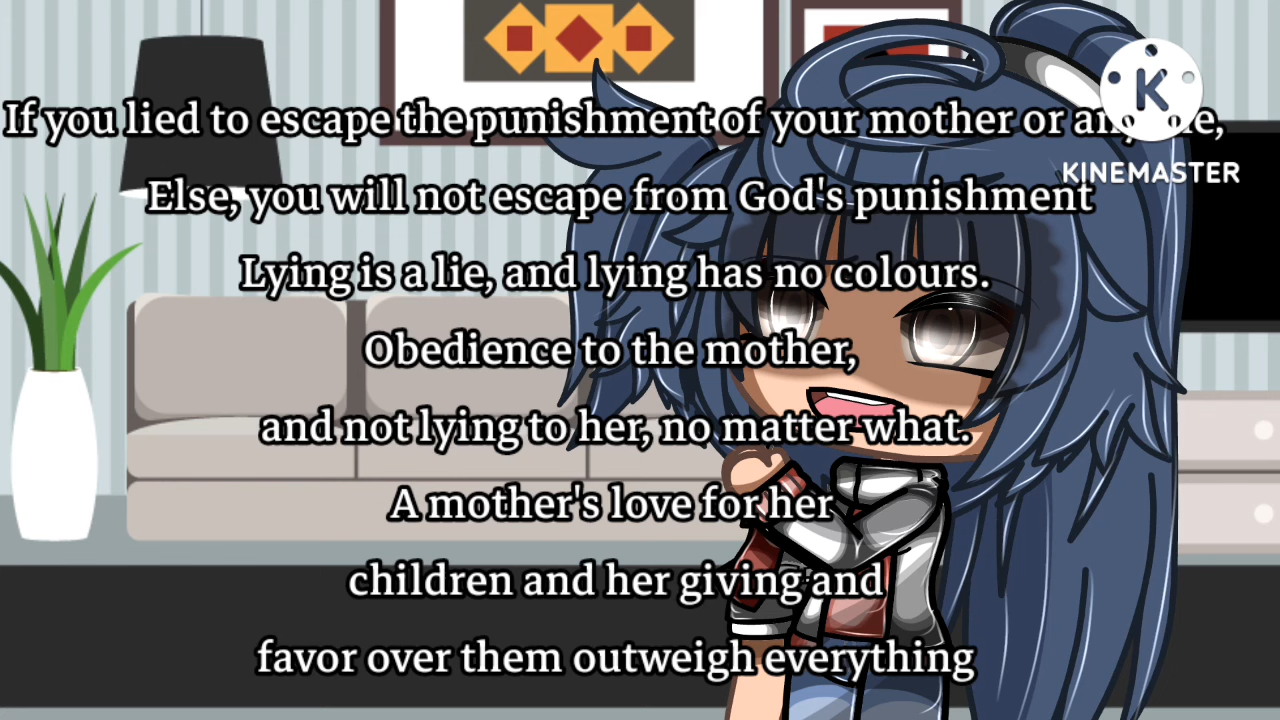 If you lied to escape the punishment of your mother or
Else, you will not escape from God's punishment
Lying is a lie, and lying has no colours.
Obedience to the mother,
and not lying to her, no matter what.
A mother's love for her
children and her giving and
favor over them outweigh everything
K
KINEMASTER